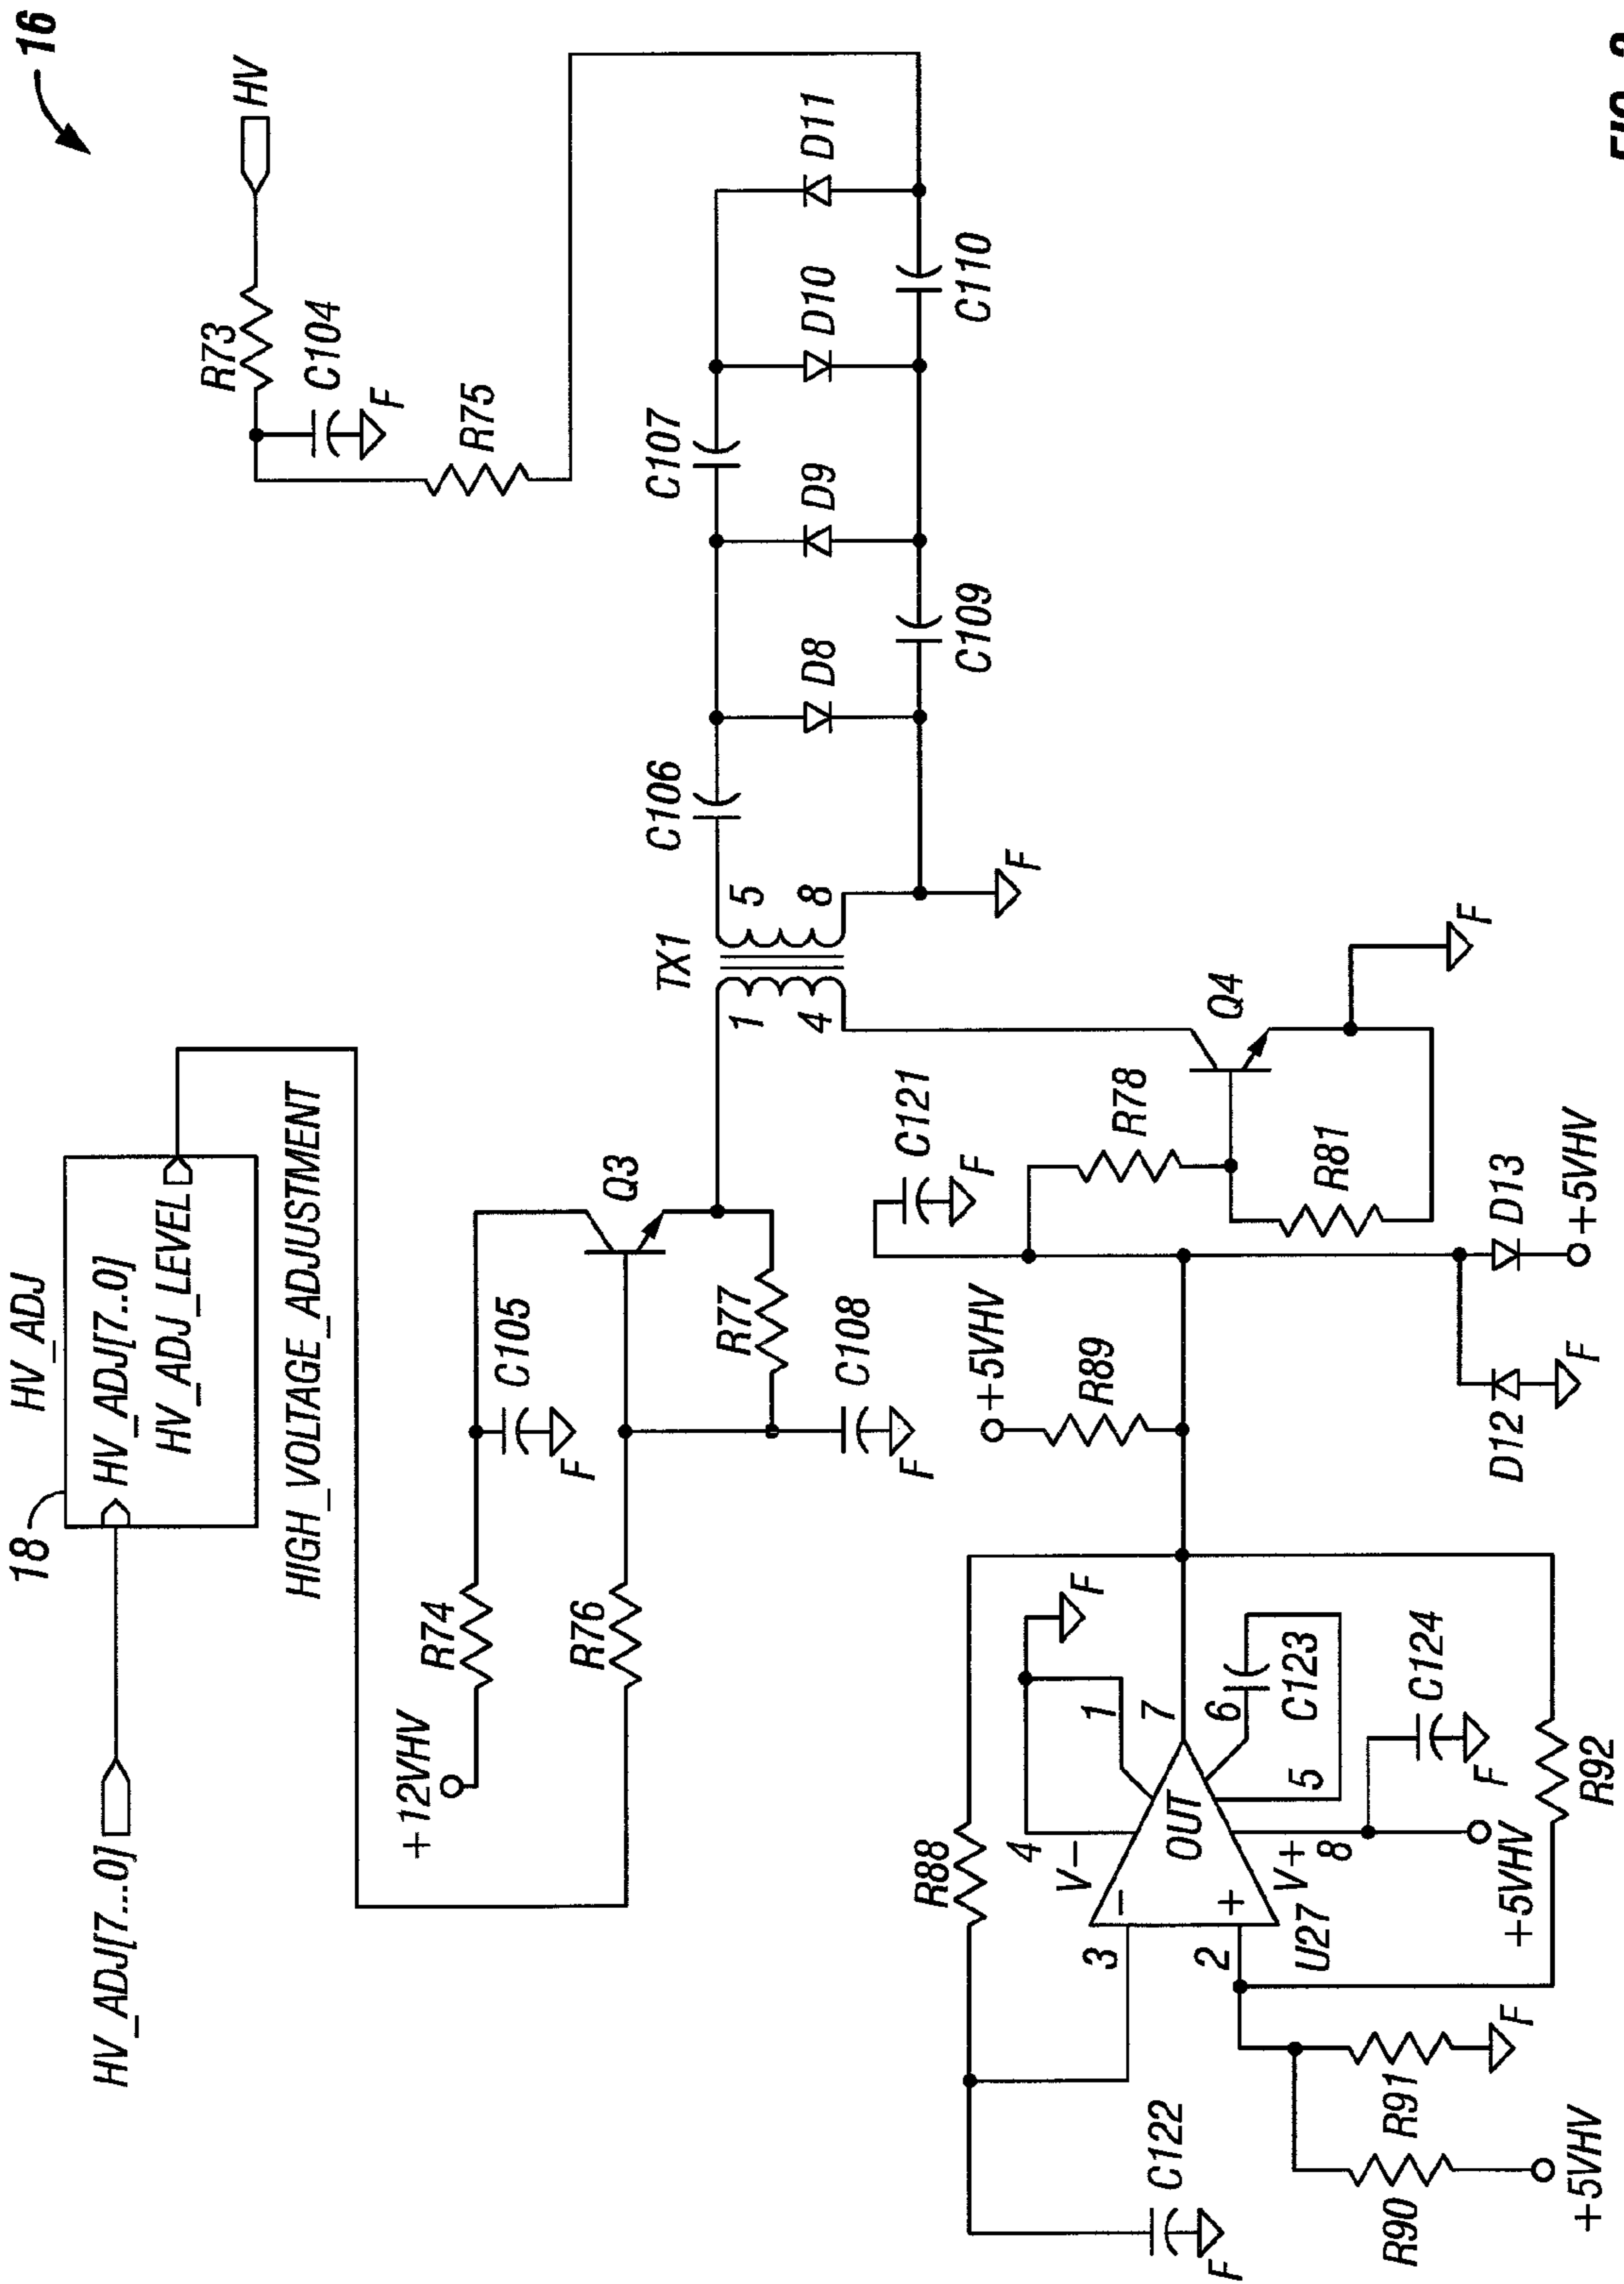 16
HV
R73
C104
F
R75
D11
D10
C110
C107
D9
C109
D8
C106
F
TX1
5
8
1
4
HV_ADJ
18
HV_ADJ[7..0]
HV_ADJ_LEVEL
HIGH_VOLTAGE_ADJUSTMENT
HV_ADJ[7...0]
+12VHV
R74
R76
C105
F
Q3
R77
C108
F
C121
F
R78
Q4
F
R81
D13
+5VHV
D12
F
+5VHV
R89
R88
F
4
V−
1
7
OUT
6
C123
5
C124
F
V+
8
+5VHV
R92
−
+
3
2
U27
F
R91
R90
+5VHV
C122
F